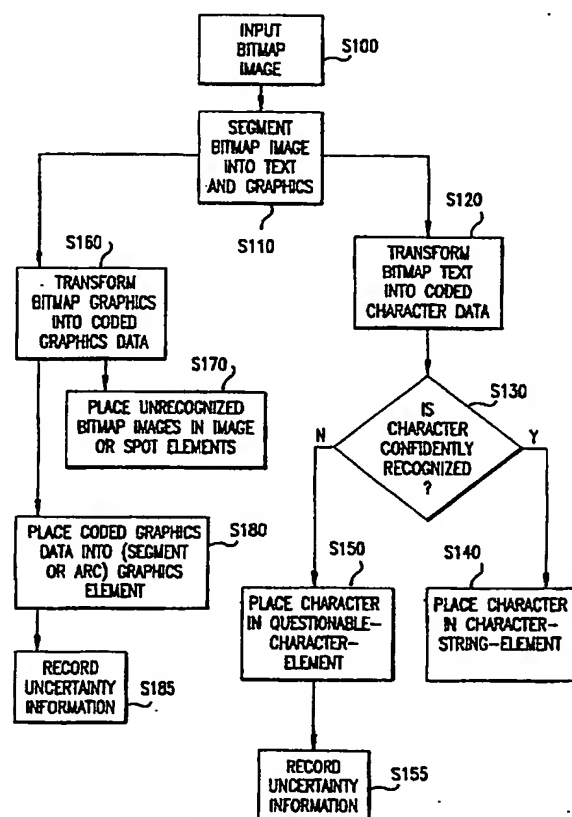 INPUT
BITMAP
IMAGE
S100
SEGMENT
BITMAP IMAGE
INTO TEXT
AND GRAPHICS
S110
S160
TRANSFORM
BITMAP GRAPHICS
INTO CODED
GRAPHICS DATA
S120
TRANSFORM
BITMAP TEXT
INTO CODED
CHARACTER DATA
S170
PLACE UNRECOGNIZED
BITMAP IMAGES IN IMAGE
OR SPOT ELEMENTS
S130
IS
CHARACTER
CONFIDENTLY
RECOGNIZED
?
N
Y
S180
PLACE CODED GRAPHICS
DATA INTO (SEGMENT
OR ARC) GRAPHICS
ELEMENT
S150
PLACE CHARACTER
IN QUESTIONABLE-
CHARACTER-
ELEMENT
S140
PLACE CHARACTER
IN CHARACTER-
STRING-ELEMENT
RECORD
UNCERTAINTY
INFORMATION
S185
RECORD
UNCERTAINTY
INFORMATION
S155